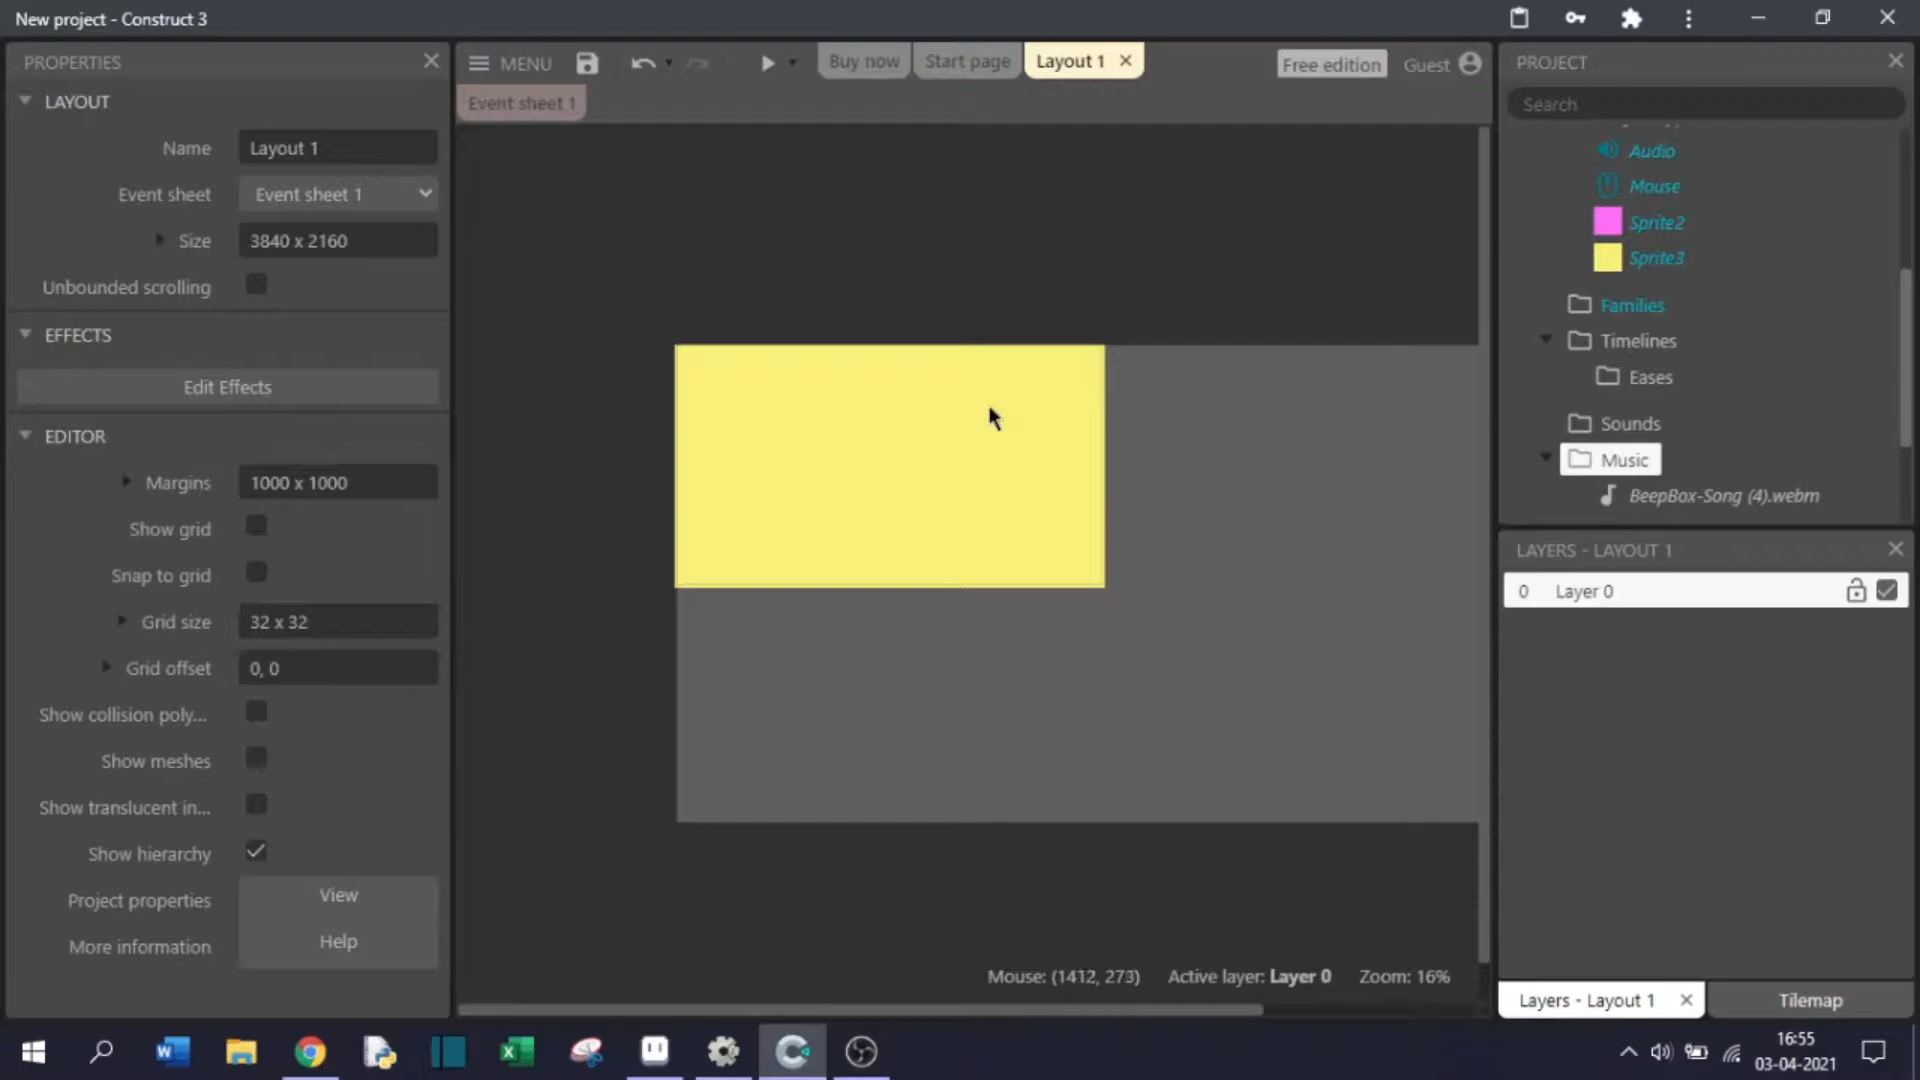 New project - Construct 3
PROPERTIES
LAYOUT
Name
Layout 1
Event sheet
Event sheet 1
Size
3840 x 2160
Unbounded scrolling
EFFECTS
Edit Effects
EDITOR
Margins
1000 x 1000
Show grid
Snap to grid
Grid size
32 x 32
Grid offset
0, 0
Show collision poly...
Show meshes
Show translucent in...
Show hierarchy
Project properties
View
More information
Help
MENU
Buy now
Start page
Layout 1
Free edition
Guest
Event sheet 1
Mouse: (1412, 273)
Active layer: Layer 0
Zoom: 16%
PROJECT
Search
Audio
Mouse
Sprite2
Sprite3
Families
Timelines
Eases
Sounds
Music
BeepBox-Song (4).webm
LAYERS - LAYOUT 1
0 Layer 0
Layers - Layout 1
Tilemap
16:55
03-04-2021